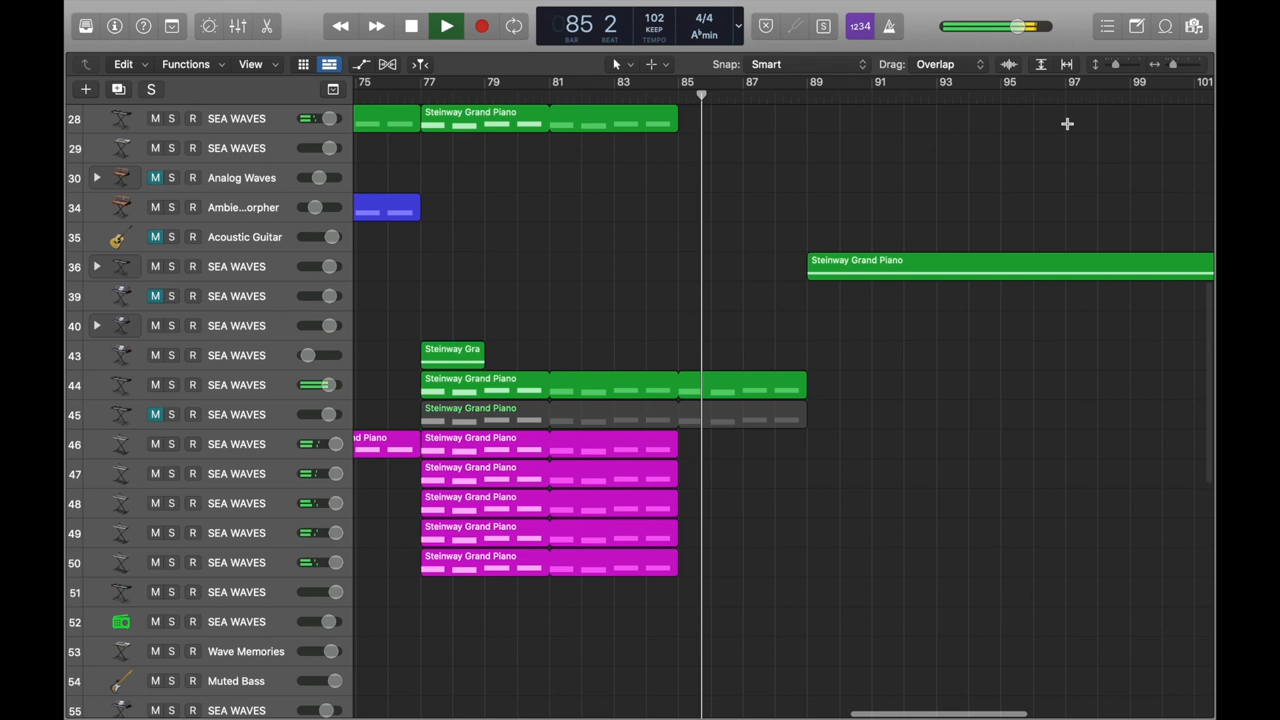 85 2
BAR BEAT
102
KEEP
TEMPO
4/4
A♭min
S
1234
Edit
Functions
View
Snap: Smart
Drag: Overlap
S
75 77 79 81 83 85 87 89 91 93 95 97 99 101
28 M S R SEA WAVES
Steinway Grand Piano
29 M S R SEA WAVES
30 M S R Analog Waves
34 M S R Ambie...orpher
35 M S R Acoustic Guitar
36 M S R SEA WAVES
Steinway Grand Piano
39 M S R SEA WAVES
40 M S R SEA WAVES
43 M S R SEA WAVES
Steinway Gra
44 M S R SEA WAVES
Steinway Grand Piano
45 M S R SEA WAVES
Steinway Grand Piano
46 M S R SEA WAVES
nd Piano Steinway Grand Piano
47 M S R SEA WAVES
Steinway Grand Piano
48 M S R SEA WAVES
Steinway Grand Piano
49 M S R SEA WAVES
Steinway Grand Piano
50 M S R SEA WAVES
Steinway Grand Piano
51 M S R SEA WAVES
52 M S R SEA WAVES
53 M S R Wave Memories
54 M S R Muted Bass
55 M S R SEA WAVES